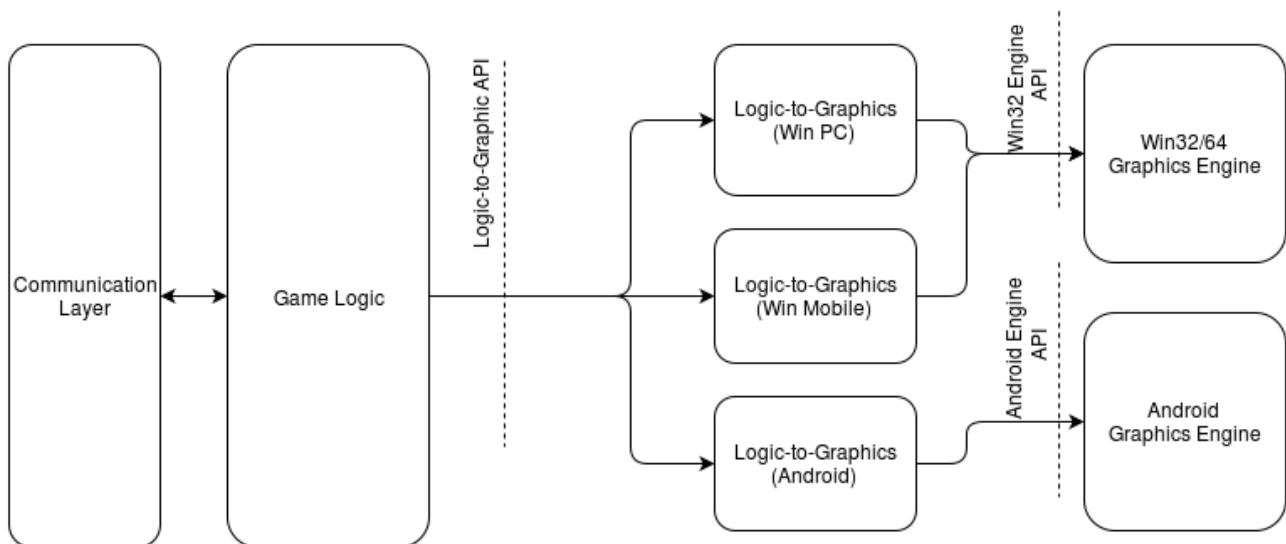 Communication
Layer
Game Logic
Logic-to-Graphic API
Logic-to-Graphics
(Win PC)
Logic-to-Graphics
(Win Mobile)
Logic-to-Graphics
(Android)
Win32 Engine
API
Android Engine
API
Win32/64
Graphics Engine
Android
Graphics Engine